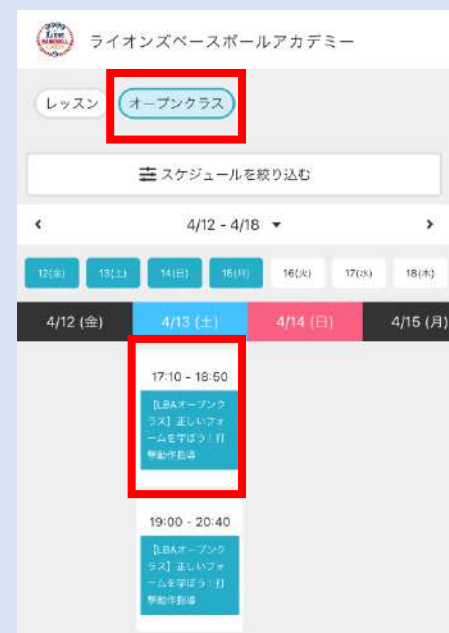 ライオンズベースボールアカデミー
レッスン オープンクラス
スケジュールを絞り込む
4/12 - 4/18
12(金) 13(土) 14(日) 15(月) 16(火) 17(水) 18(木)
4/12 (金) 4/13 (土) 4/14 (日) 4/15 (月)
17:10 - 18:50
【LBAオープンク
ラス】正しいフォ
ームを学ぼう！打
撃動作指導
19:00 - 20:40
【LBAオープンク
ラス】正しいフォ
ームを学ぼう！打
撃動作指導